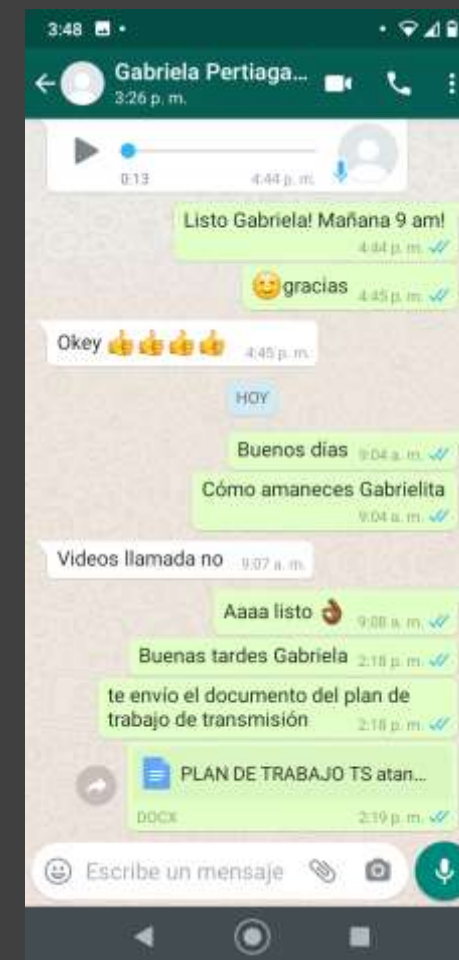 3:48
Gabriela Pertiaga...
3:26 p. m.
0:13 4:44 p. m.
Listo Gabriela! Mañana 9 am!
4:44 p. m.
gracias 4:45 p. m.
Okey 4:45 p. m.
HOY
Buenos días 9:04 a. m.
Cómo amaneces Gabrielita
9:04 a. m.
Videos llamada no 9:07 a. m.
Aaaa listo 9:08 a. m.
Buenas tardes Gabriela 2:18 p. m.
te envío el documento del plan de
trabajo de transmisión 2:18 p. m.
PLAN DE TRABAJO TS atan...
DOCX 2:19 p. m.
Escribe un mensaje